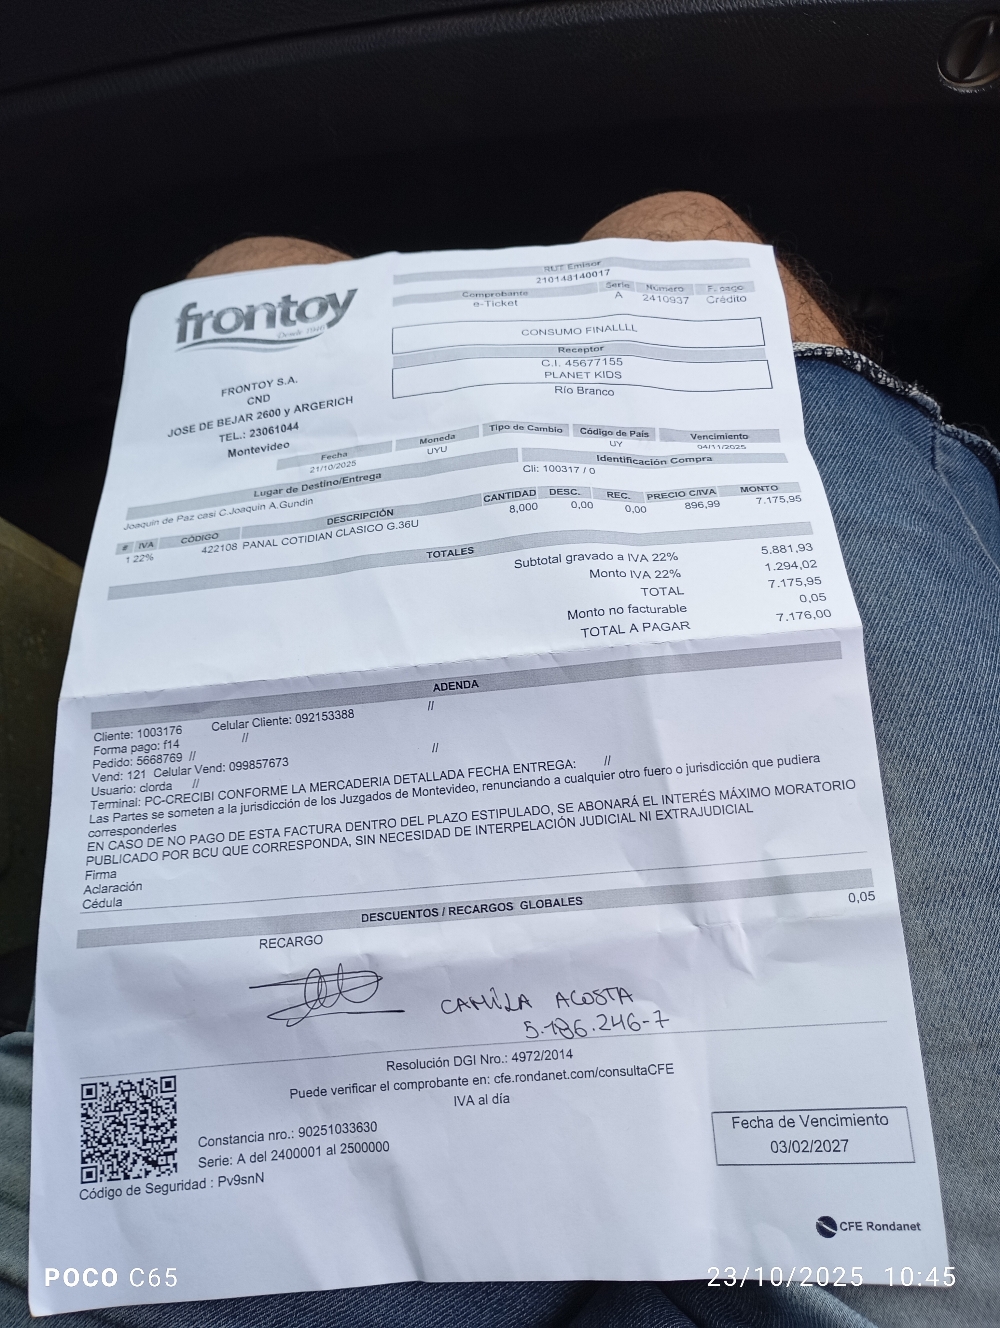 frontoy
Desde 1946
FRONTOY S.A.
CND
JOSE DE BEJAR 2600 y ARGERICH
TEL.: 23061044
Montevideo
RUT Emisor
210148140017
Comprobante Serie Número F. pago
e-Ticket A 2410937 Crédito
CONSUMO FINALLLL
Receptor
C.I. 45677155
PLANET KIDS
Río Branco
Fecha Moneda Tipo de Cambio Código de País Vencimiento
21/10/2025 UYU UY 04/11/2025
Lugar de Destino/Entrega Identificación Compra
Joaquin de Paz casi C.Joaquin A.Gundin Cli: 100317 / 0
# IVA CÓDIGO DESCRIPCIÓN CANTIDAD DESC. REC. PRECIO C/IVA MONTO
1 22% 422108 PANAL COTIDIAN CLASICO G.36U 8,000 0,00 0,00 896,99 7.175,95
TOTALES
Subtotal gravado a IVA 22% 5.881,93
Monto IVA 22% 1.294,02
TOTAL 7.175,95
Monto no facturable 0,05
TOTAL A PAGAR 7.176,00
ADENDA
Cliente: 1003176 Celular Cliente: 092153388 //
Forma pago: f14 //
Pedido: 5668769 //
Vend: 121 Celular Vend: 099857673 //
Usuario: clorda //
Terminal: PC-CRECIBI CONFORME LA MERCADERIA DETALLADA FECHA ENTREGA: //
Las Partes se someten a la jurisdicción de los Juzgados de Montevideo, renunciando a cualquier otro fuero o jurisdicción que pudiera
corresponderles
EN CASO DE NO PAGO DE ESTA FACTURA DENTRO DEL PLAZO ESTIPULADO, SE ABONARÁ EL INTERÉS MÁXIMO MORATORIO
PUBLICADO POR BCU QUE CORRESPONDA, SIN NECESIDAD DE INTERPELACIÓN JUDICIAL NI EXTRAJUDICIAL
Firma
Aclaración
Cédula
DESCUENTOS / RECARGOS GLOBALES
RECARGO 0,05
CAMILA ACOSTA
5.186.246-7
Resolución DGI Nro.: 4972/2014
Puede verificar el comprobante en: cfe.rondanet.com/consultaCFE
IVA al día
Constancia nro.: 90251033630
Serie: A del 2400001 al 2500000
Código de Seguridad : Pv9snN
Fecha de Vencimiento
03/02/2027
CFE Rondanet
POCO C65
23/10/2025 10:45